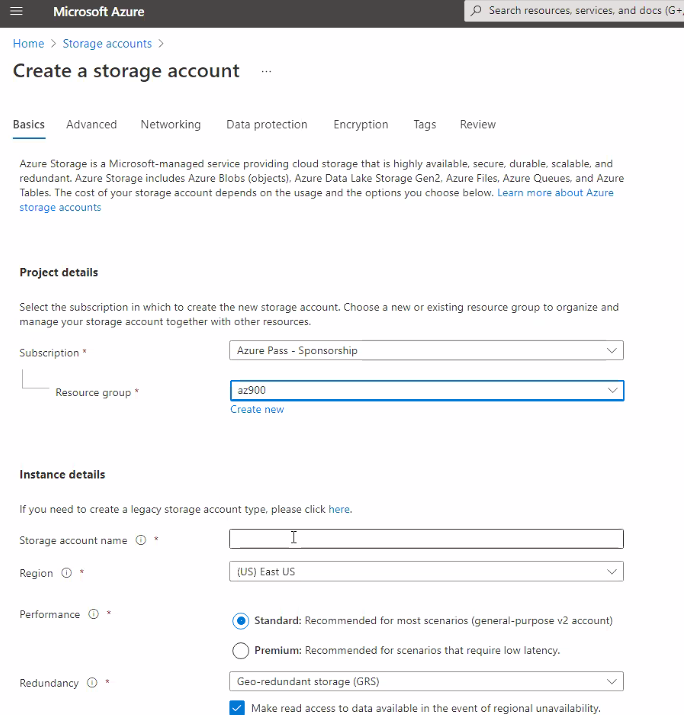 Microsoft Azure
Search resources, services, and docs (G+/
Home > Storage accounts >
Create a storage account ...
Basics Advanced Networking Data protection Encryption Tags Review
Azure Storage is a Microsoft-managed service providing cloud storage that is highly available, secure, durable, scalable, and
redundant. Azure Storage includes Azure Blobs (objects), Azure Data Lake Storage Gen2, Azure Files, Azure Queues, and Azure
Tables. The cost of your storage account depends on the usage and the options you choose below. Learn more about Azure
storage accounts
Project details
Select the subscription in which to create the new storage account. Choose a new or existing resource group to organize and
manage your storage account together with other resources.
Subscription * Azure Pass - Sponsorship
Resource group * az900
Create new
Instance details
If you need to create a legacy storage account type, please click here.
Storage account name *
Region * (US) East US
Performance * Standard: Recommended for most scenarios (general-purpose v2 account)
Premium: Recommended for scenarios that require low latency.
Redundancy * Geo-redundant storage (GRS)
Make read access to data available in the event of regional unavailability.